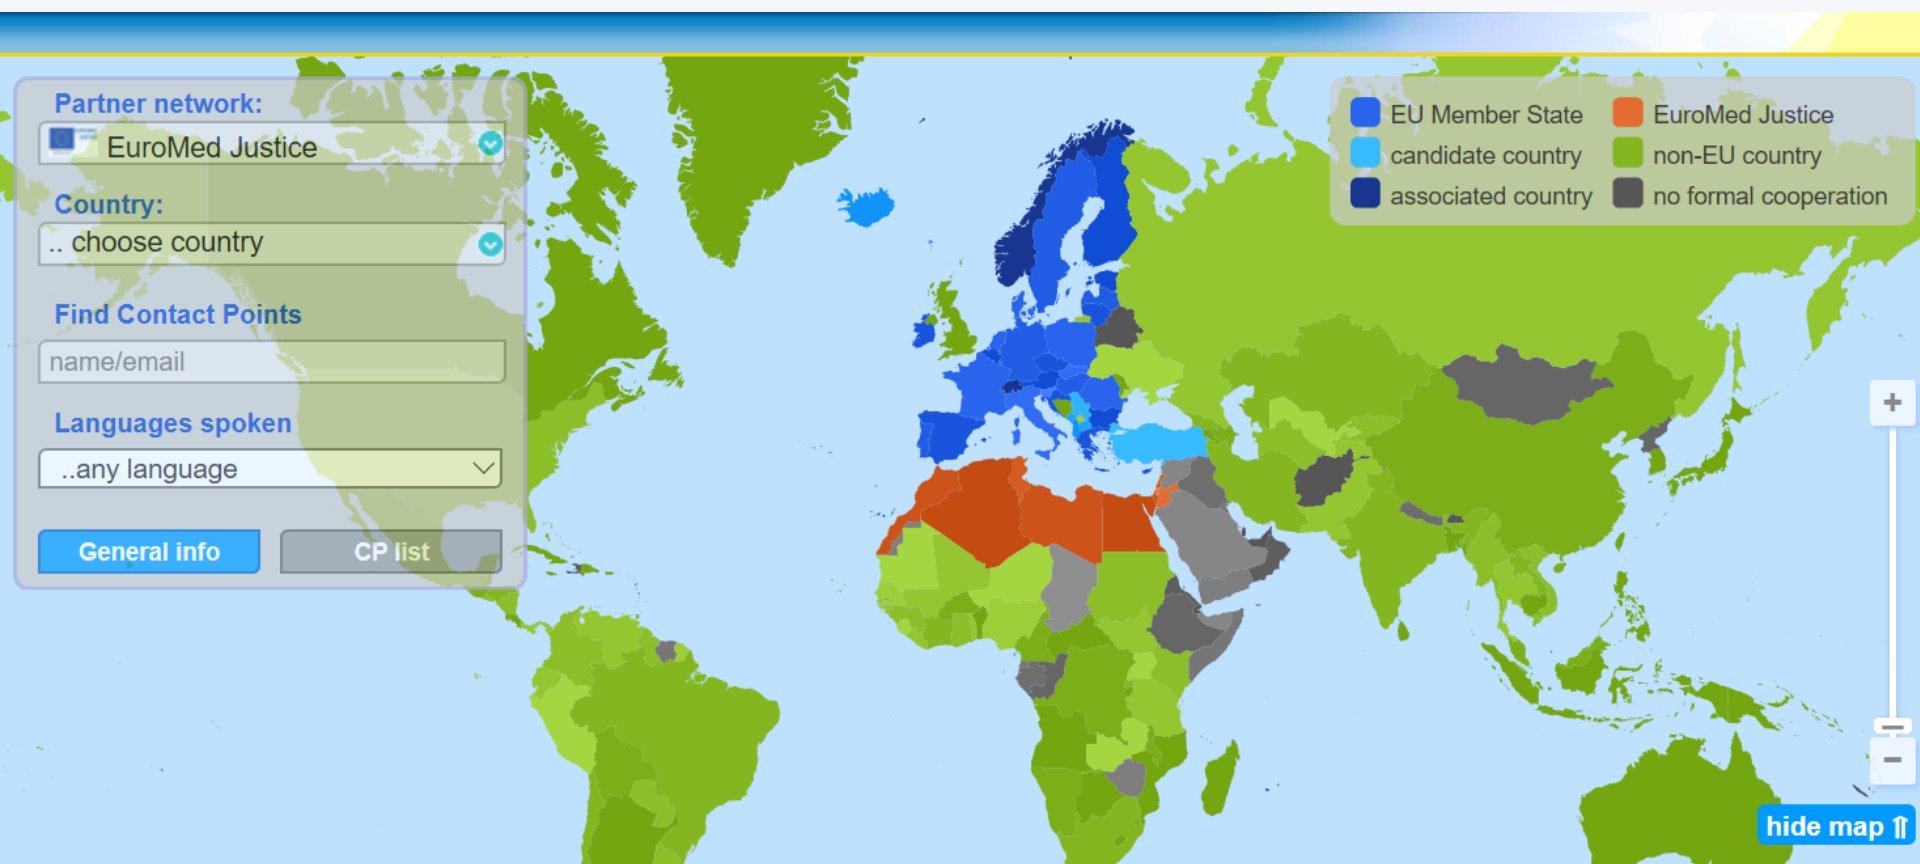 Partner network:
EuroMed Justice
Country:
.. choose country
Find Contact Points
name/email
Languages spoken
..any language
General info
CP list
EU Member State
EuroMed Justice
candidate country
non-EU country
associated country
no formal cooperation
+
−
hide map ⇑